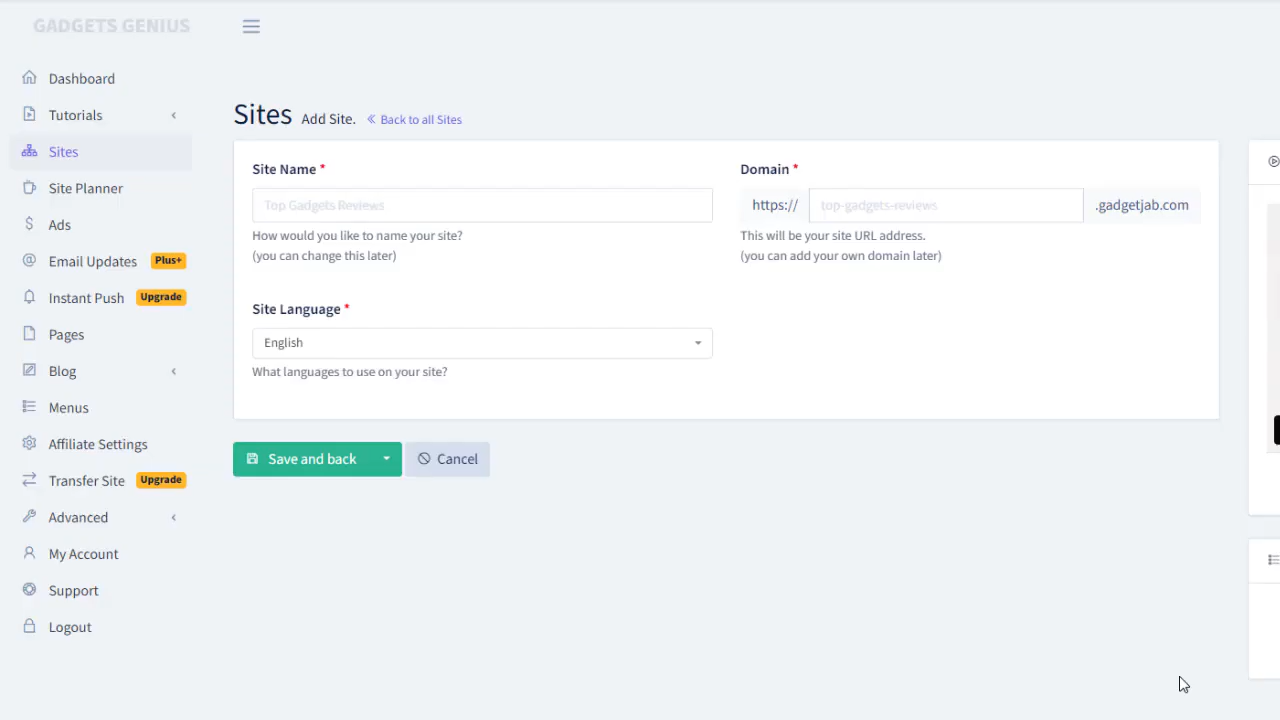 GADGETS GENIUS
Dashboard
Tutorials
Sites
Site Planner
Ads
Email Updates Plus+
Instant Push Upgrade
Pages
Blog
Menus
Affiliate Settings
Transfer Site Upgrade
Advanced
My Account
Support
Logout
Sites Add Site. Back to all Sites
Site Name *
Top Gadgets Reviews
How would you like to name your site?
(you can change this later)
Domain *
https:// top-gadgets-reviews .gadgetjab.com
This will be your site URL address.
(you can add your own domain later)
Site Language *
English
What languages to use on your site?
Save and back
Cancel